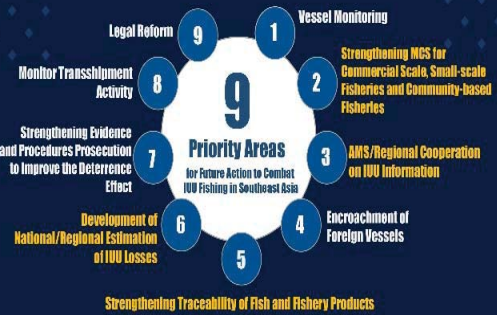 9
Priority Areas
for Future Action to Combat
IUU Fishing in Southeast Asia
1
Vessel Monitoring
2
Strengthening MCS for
Commercial Scale, Small-scale
Fisheries and Community-based
Fisheries
3
AMS/Regional Cooperation
on IUU Information
4
Encroachment of
Foreign Vessels
5
Strengthening Traceability of Fish and Fishery Products
6
Development of
National/Regional Estimation
of IUU Losses
7
Strengthening Evidence
and Procedures Prosecution
to Improve the Deterrence
Effect
8
Monitor Transshipment
Activity
9
Legal Reform